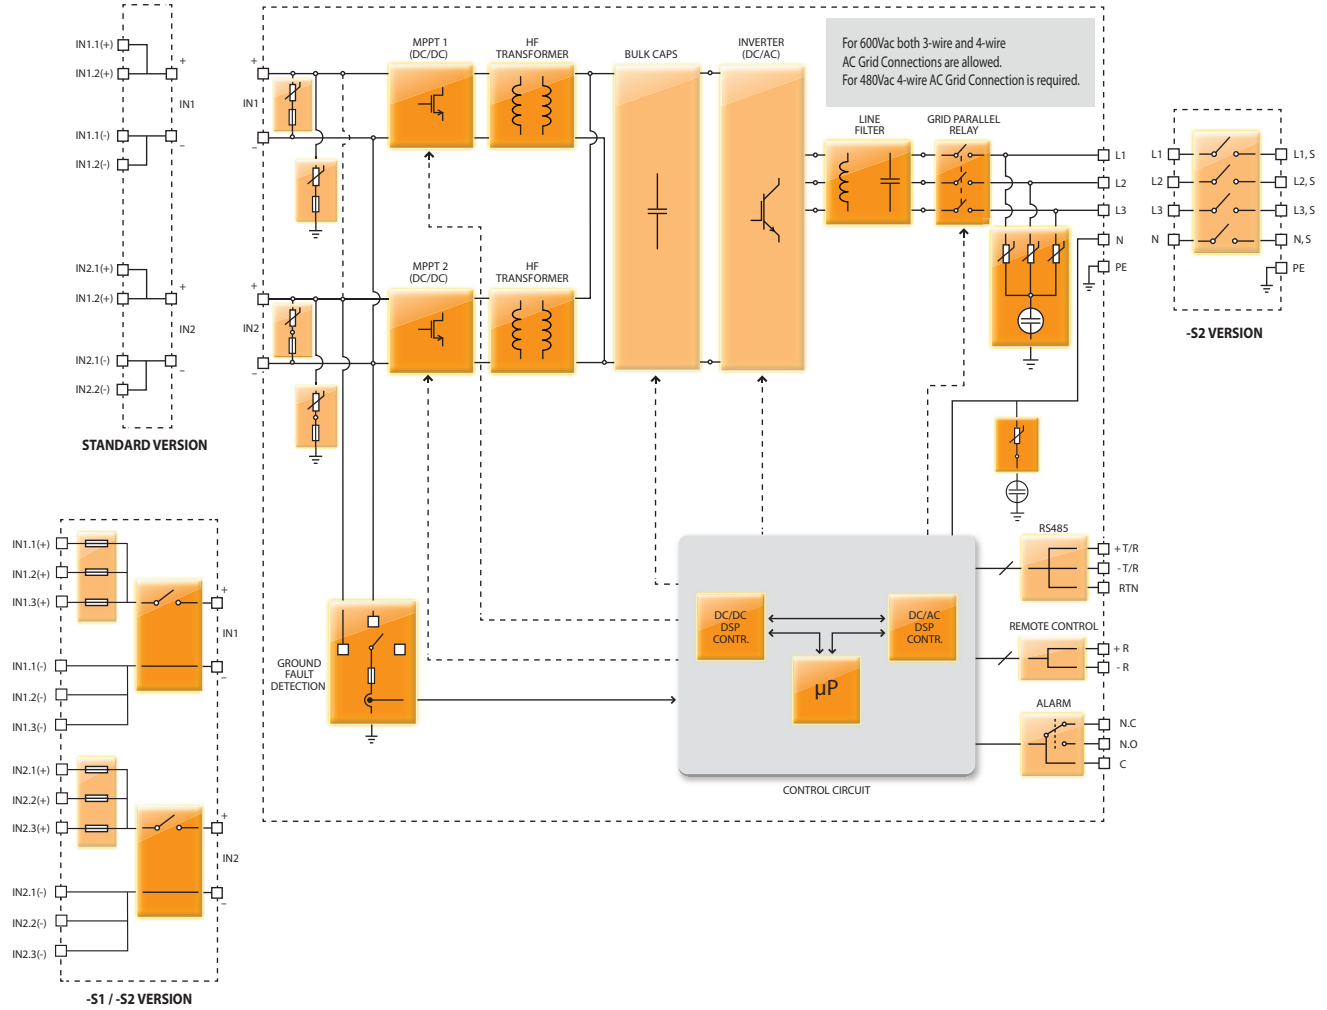 IN1.1(+)
IN1.2(+)
+
IN1
IN1.1(-)
−
IN1.2(-)
IN2.1(+)
+
IN1.2(+)
IN2
IN2.1(-)
−
IN2.2(-)
STANDARD VERSION
IN1.1(+)
IN1.2(+)
+
IN1.3(+)
IN1
IN1.1(-)
−
IN1.2(-)
IN1.3(-)
IN2.1(+)
IN2.2(+)
+
IN2.3(+)
IN2
IN2.1(-)
−
IN2.2(-)
IN2.3(-)
-S1 / -S2 VERSION
+
IN1
−
+
IN2
−
MPPT 1
(DC/DC)
HF
TRANSFORMER
BULK CAPS
INVERTER
(DC/AC)
For 600Vac both 3-wire and 4-wire
AC Grid Connections are allowed.
For 480Vac 4-wire AC Grid Connection is required.
LINE
FILTER
GRID PARALLEL
RELAY
MPPT 2
(DC/DC)
HF
TRANSFORMER
L1
L2
L3
N
PE
L1
L2
L3
N
L1, S
L2, S
L3, S
N, S
PE
-S2 VERSION
GROUND
FAULT
DETECTION
DC/DC
DSP
CONTR.
DC/AC
DSP
CONTR.
µP
CONTROL CIRCUIT
RS485
+ T/R
- T/R
RTN
REMOTE CONTROL
+ R
- R
ALARM
N.C
N.O
C